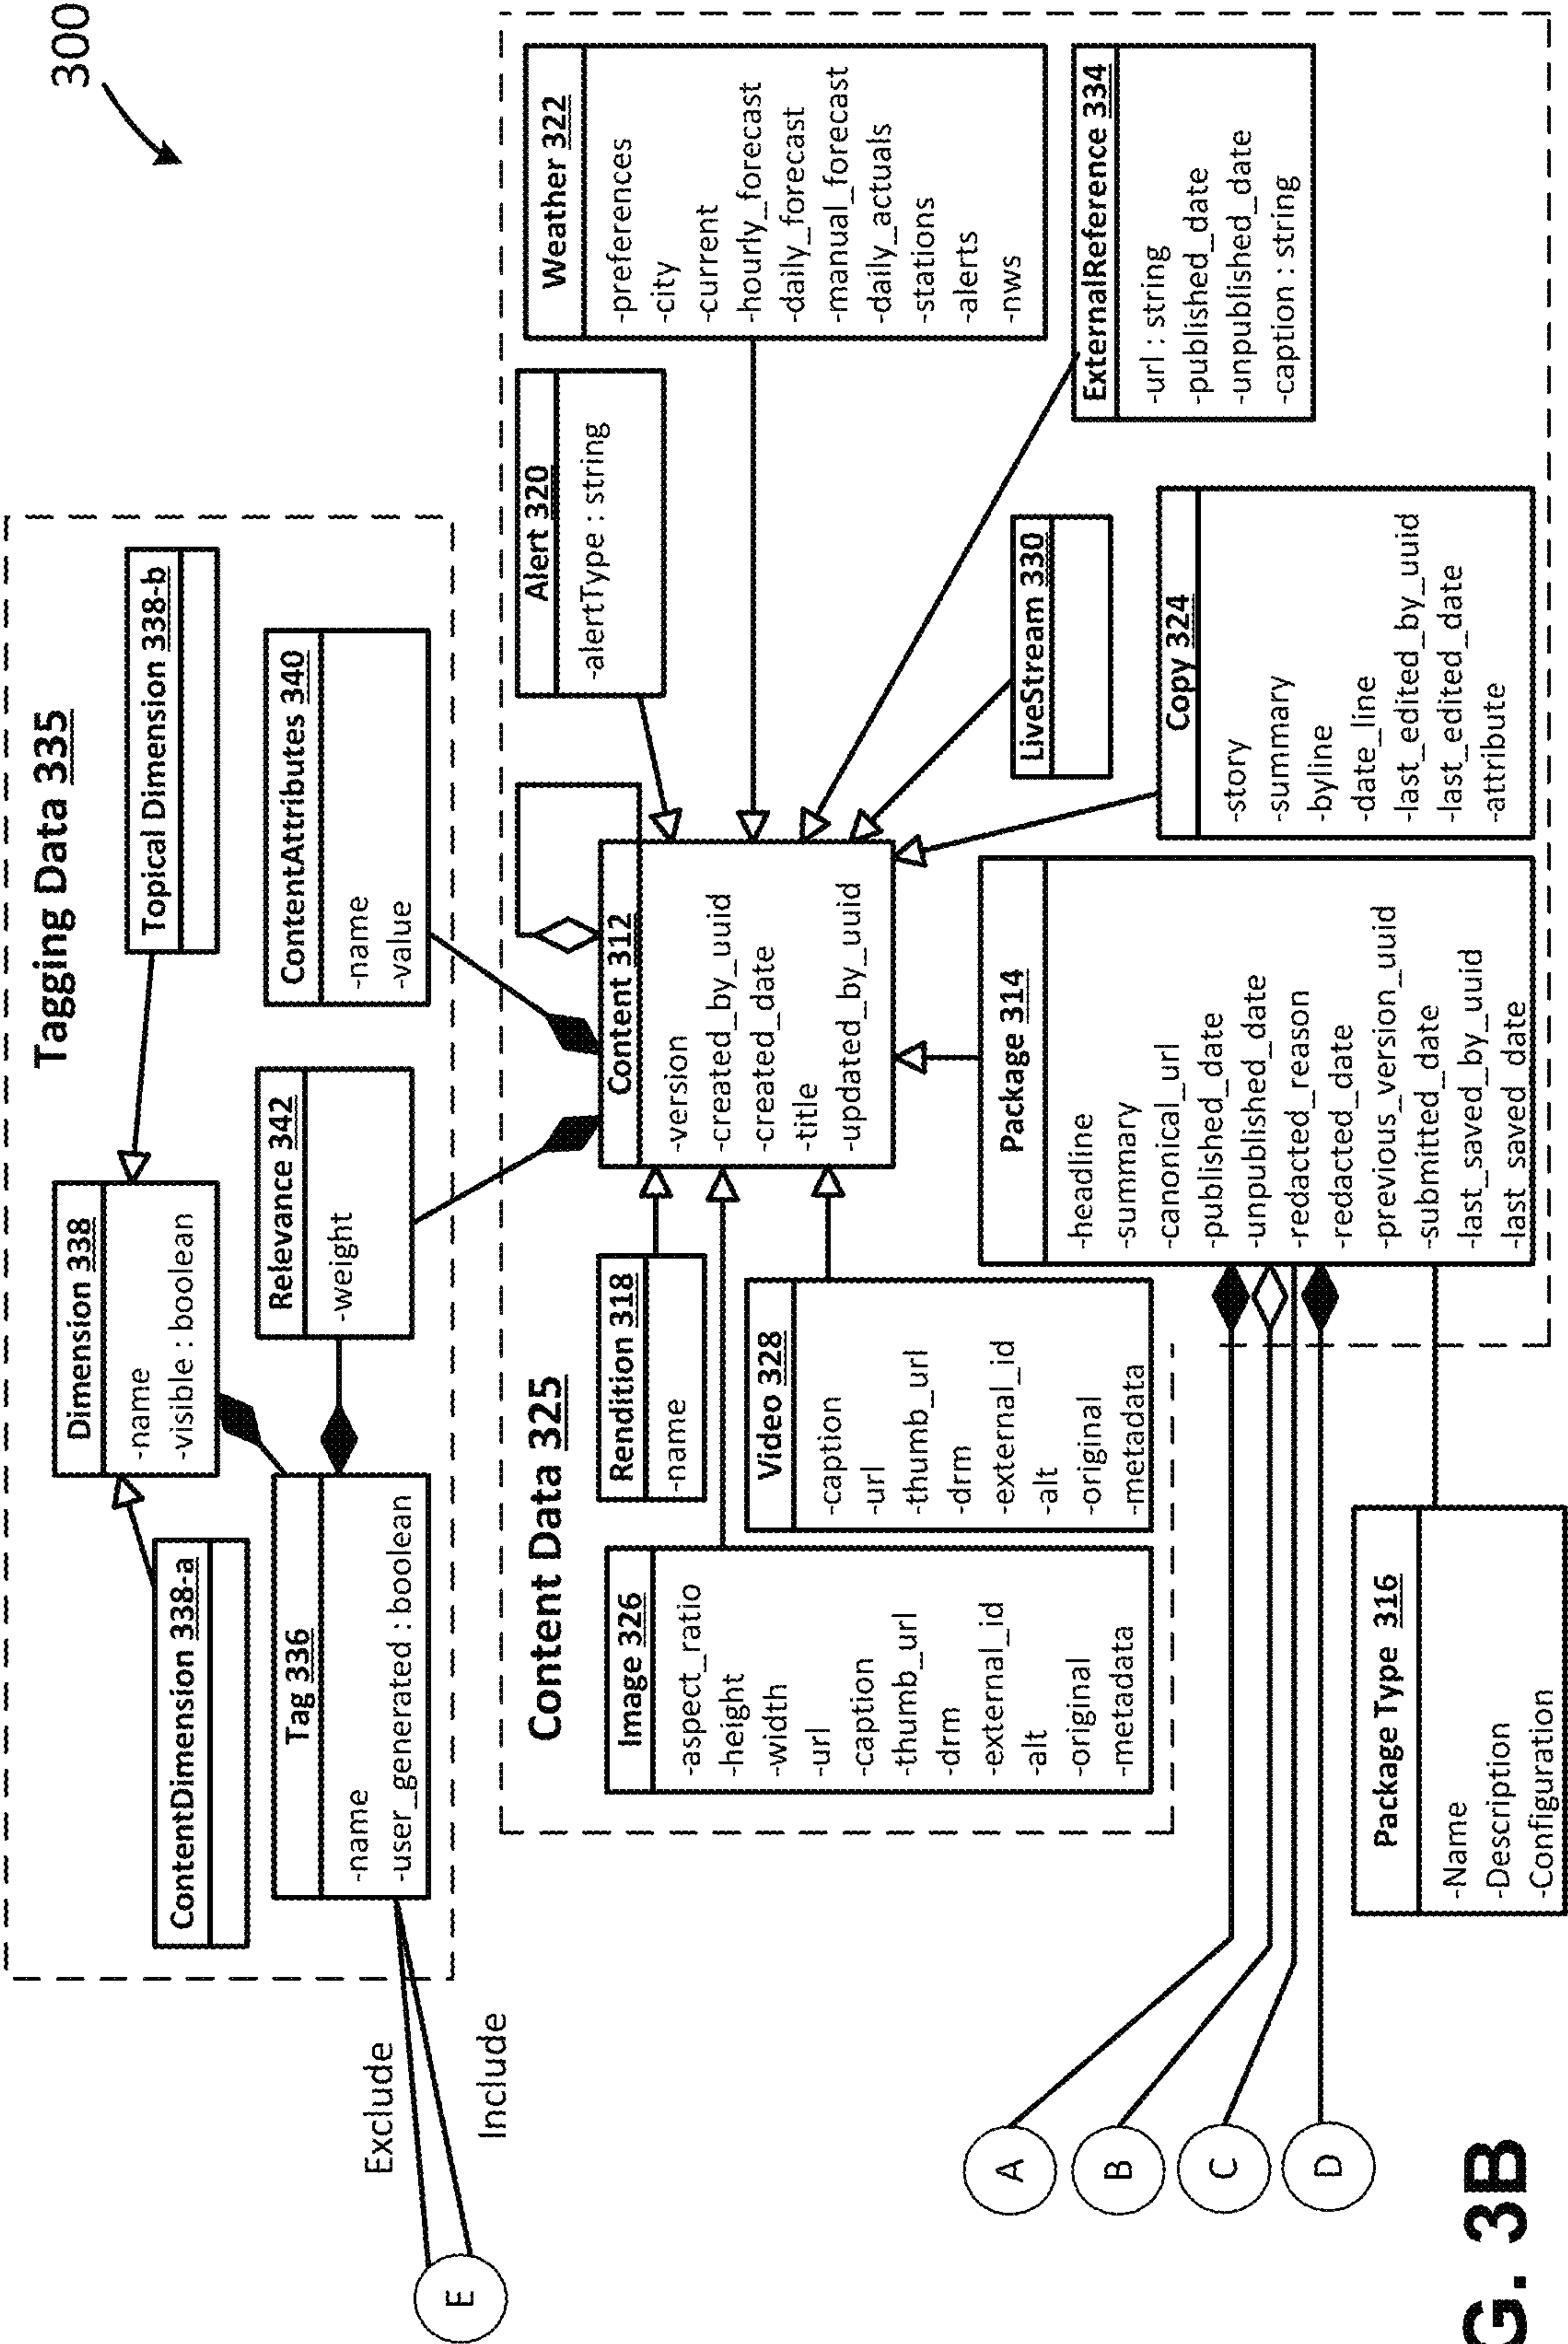 300
Tagging Data 335
ContentDimension 338-a
Dimension 338
-name
-visible : boolean
Topical Dimension 338-b
Tag 336
-name
-user_generated : boolean
Relevance 342
-weight
ContentAttributes 340
-name
-value
Exclude
Include
E
Content Data 325
Image 326
-aspect_ratio
-height
-width
-url
-caption
-thumb_url
-drm
-external_id
-alt
-original
-metadata
Rendition 318
-name
Video 328
-caption
-url
-thumb_url
-drm
-external_id
-alt
-original
-metadata
Content 312
-version
-created_by_uuid
-created_date
-title
-updated_by_uuid
Alert 320
-alertType : string
Weather 322
-preferences
-city
-current
-hourly_forecast
-daily_forecast
-manual_forecast
-daily_actuals
-stations
-alerts
-nws
ExternalReference 334
-url : string
-published_date
-unpublished_date
-caption : string
LiveStream 330
Copy 324
-story
-summary
-byline
-date_line
-last_edited_by_uuid
-last_edited_date
-attribute
Package 314
-headline
-summary
-canonical_url
-published_date
-unpublished_date
-redacted_reason
-redacted_date
-previous_version_uuid
-submitted_date
-last_saved_by_uuid
-last_saved_date
A
B
C
D
Package Type 316
-Name
-Description
-Configuration
G. 3B